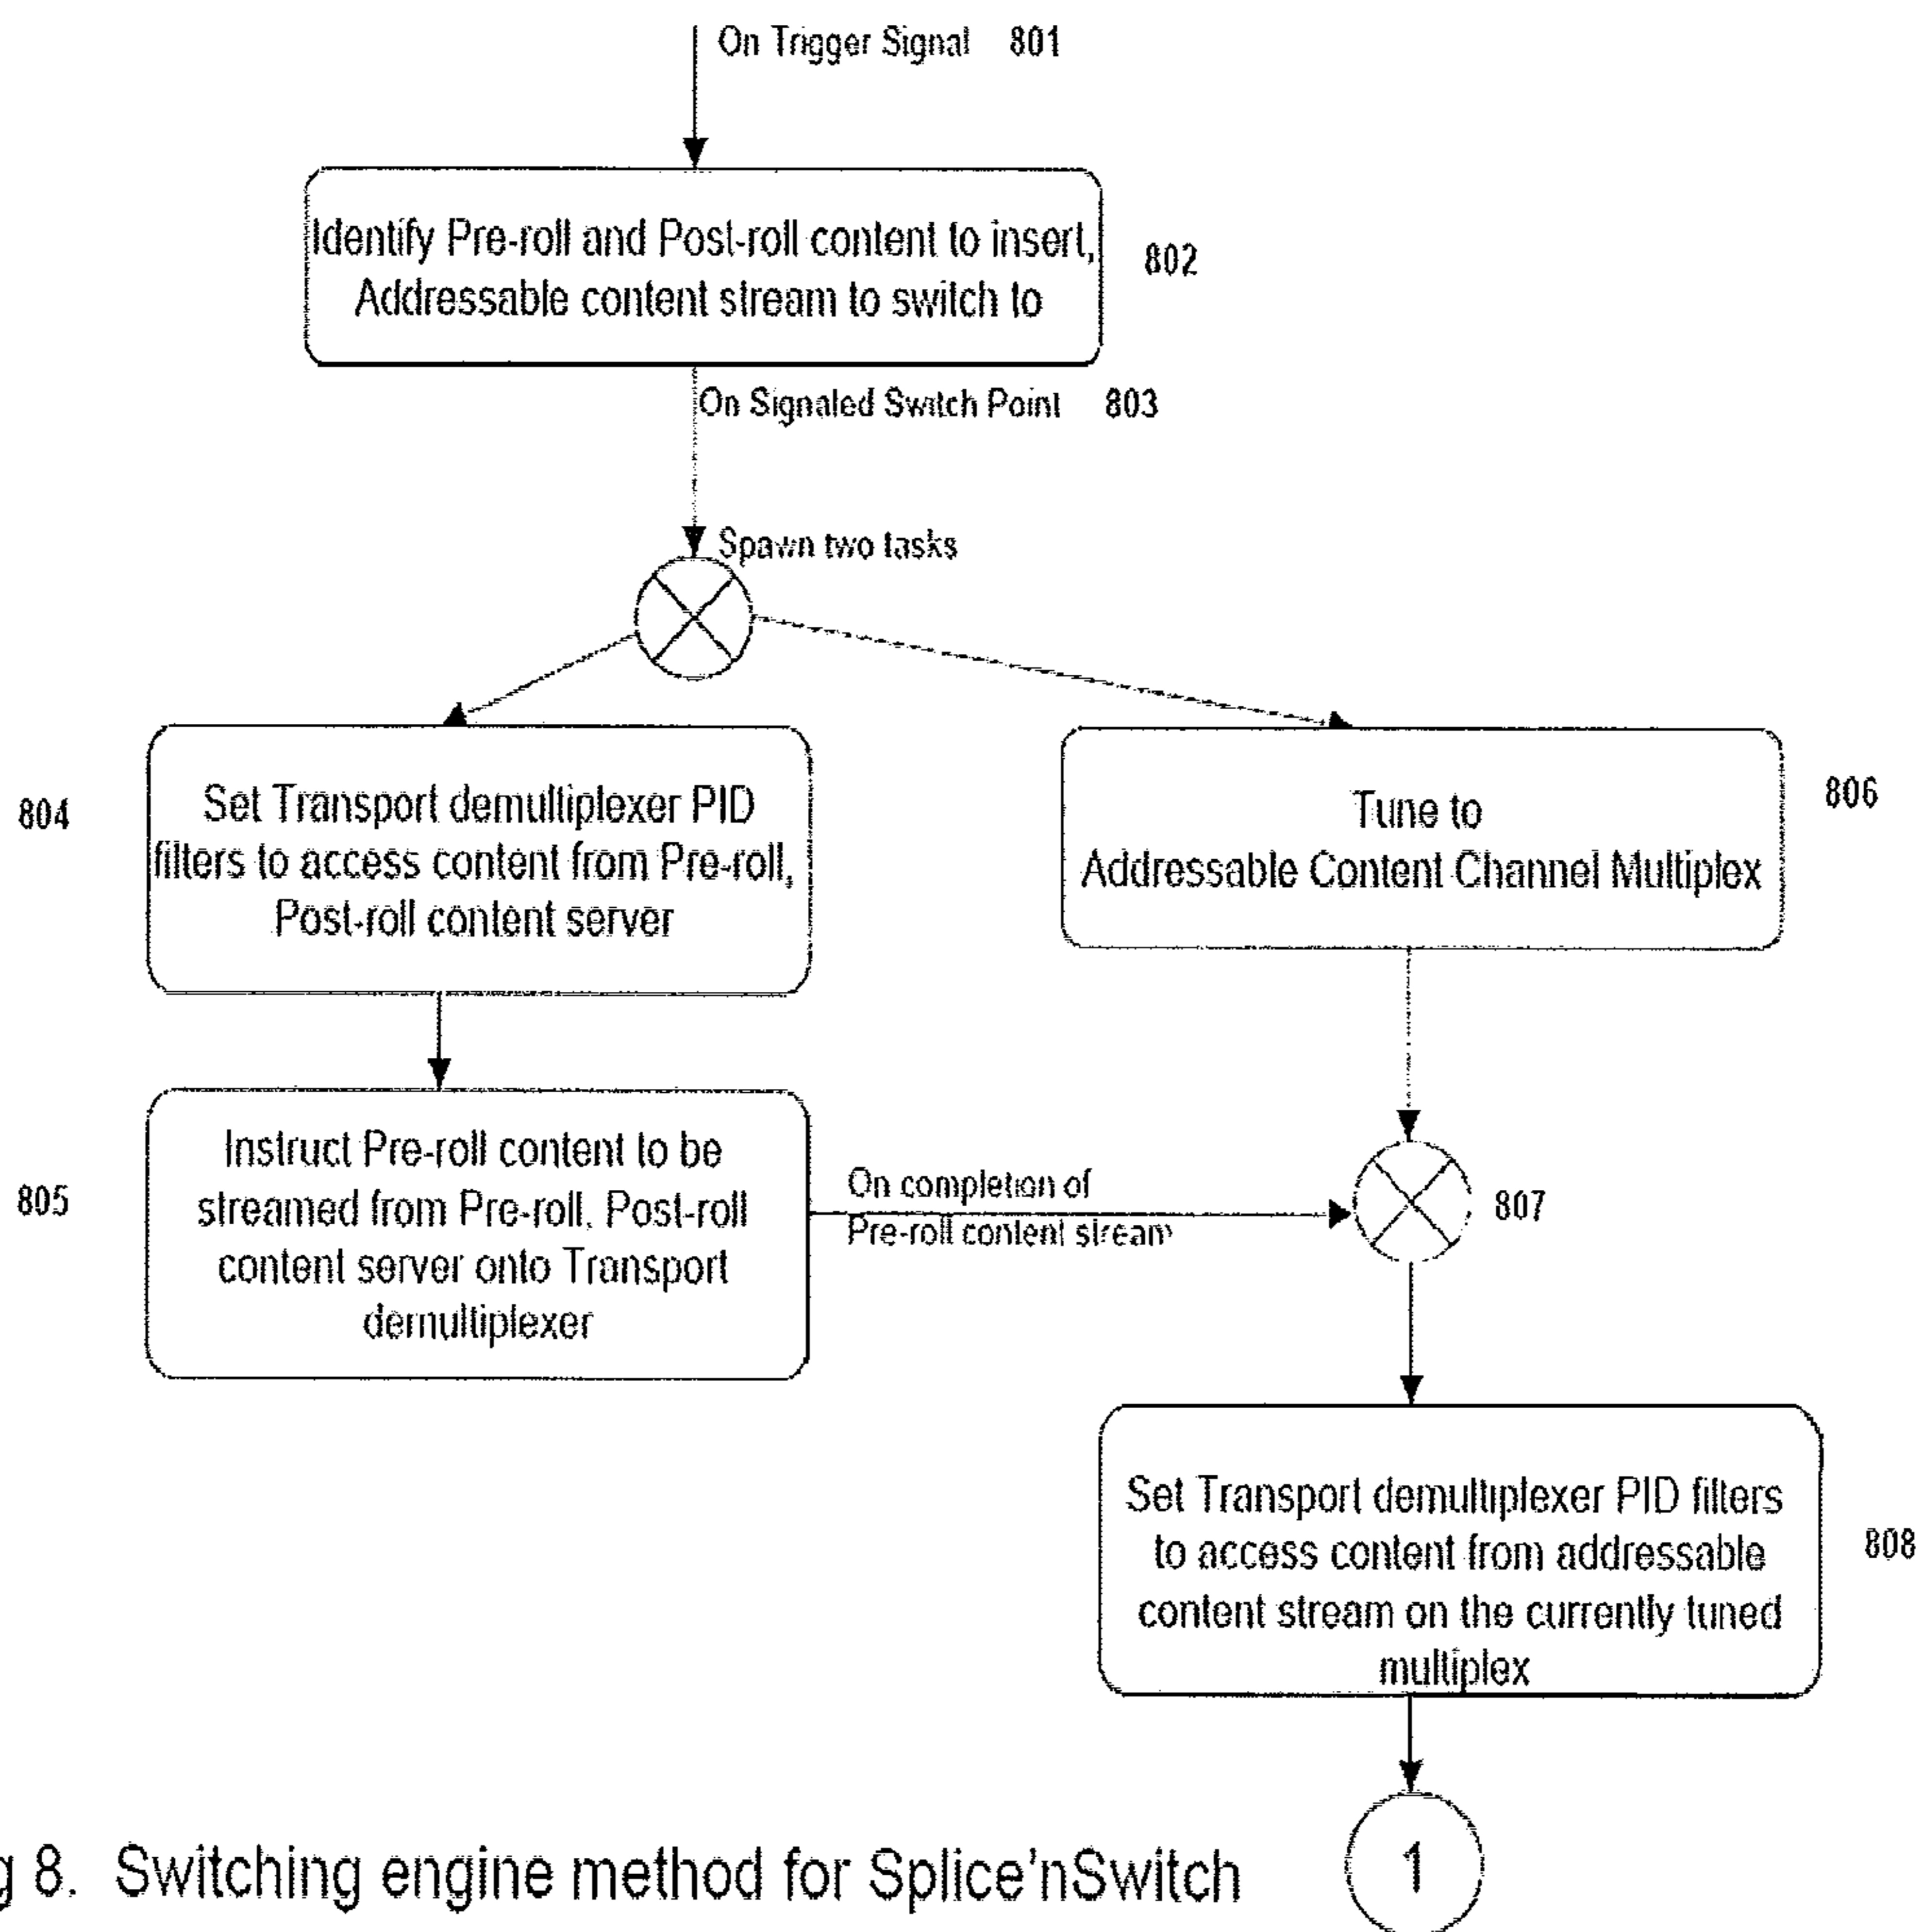 On Trigger Signal 801
Identify Pre-roll and Post-roll content to insert,
Addressable content stream to switch to
802
On Signaled Switch Point 803
Spawn two tasks
804
Set Transport demultiplexer PID
filters to access content from Pre-roll,
Post-roll content server
Tune to
Addressable Content Channel Multiplex
806
805
Instruct Pre-roll content to be
streamed from Pre-roll, Post-roll
content server onto Transport
demultiplexer
On completion of
Pre-roll content stream
807
Set Transport demultiplexer PID filters
to access content from addressable
content stream on the currently tuned
multiplex
808
g 8. Switching engine method for Splice'nSwitch
1